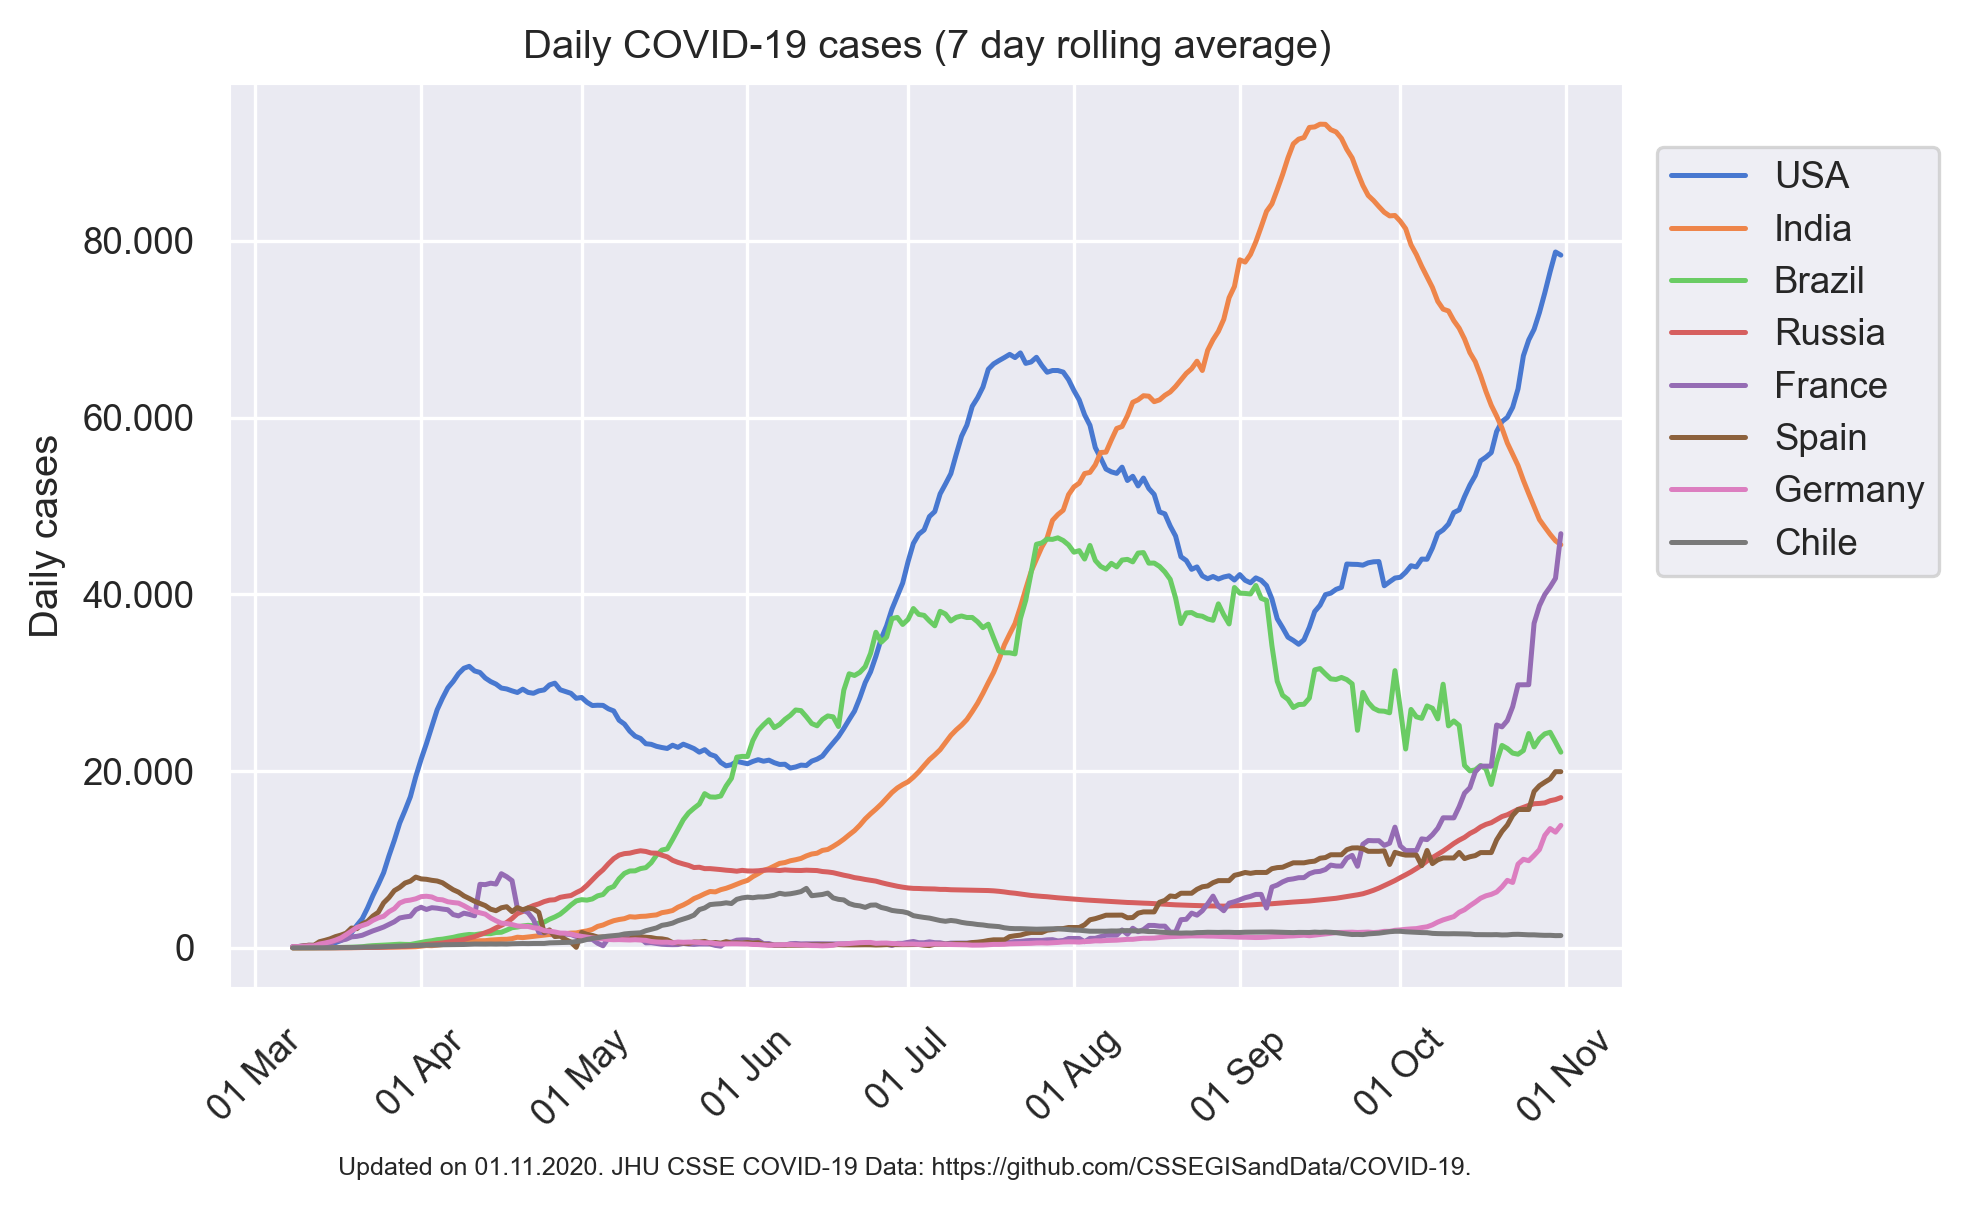 Daily COVID-19 cases (7 day rolling average)
Daily cases
80.000
60.000
40.000
20.000
0
01 Mar
01 Apr
01 May
01 Jun
01 Jul
01 Aug
01 Sep
01 Oct
01 Nov
USA
India
Brazil
Russia
France
Spain
Germany
Chile
Updated on 01.11.2020. JHU CSSE COVID-19 Data: https://github.com/CSSEGISandData/COVID-19.